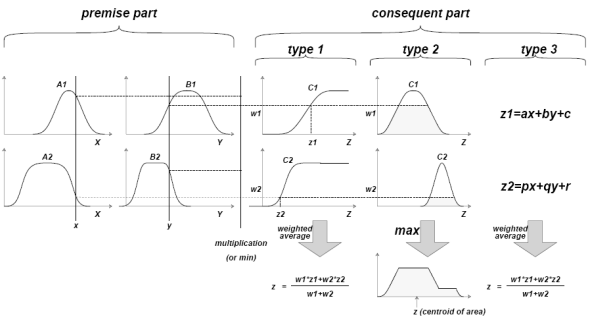 premise part
consequent part
type 1
type 2
type 3
A1
B1
C1
C1
w1
w1
z1=ax+by+c
X
Y
z1
Z
Z
A2
B2
C2
C2
w2
w2
z2=px+qy+r
X
Y
z2
Z
Z
x
y
multiplication
(or min)
weighted
average
max
weighted
average
z = w1*z1+w2*z2
w1+w2
z = w1*z1+w2*z2
w1+w2
z (centroid of area)